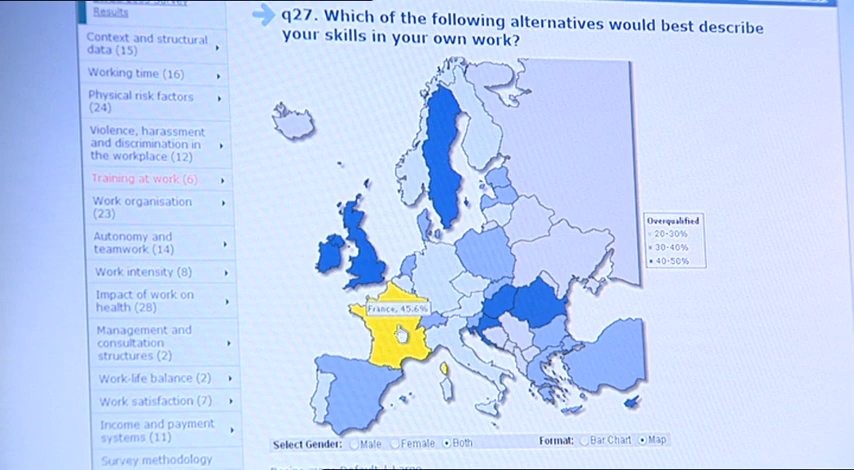 Results
q27. Which of the following alternatives would best describe
your skills in your own work?
Context and structural
data (15)
Working time (16)
Physical risk factors
(24)
Violence, harassment
and discrimination in
the workplace (12)
Training at work (6)
Work organisation
(23)
Autonomy and
teamwork (14)
Work intensity (8)
Impact of work on
health (28)
Management and
consultation
structures (2)
Work-life balance (2)
Work satisfaction (7)
Income and payment
systems (11)
Survey methodology
France, 45.6%
Overqualified
20-30%
30-40%
40-50%
Select Gender: Male Female Both
Format: Bar Chart Map